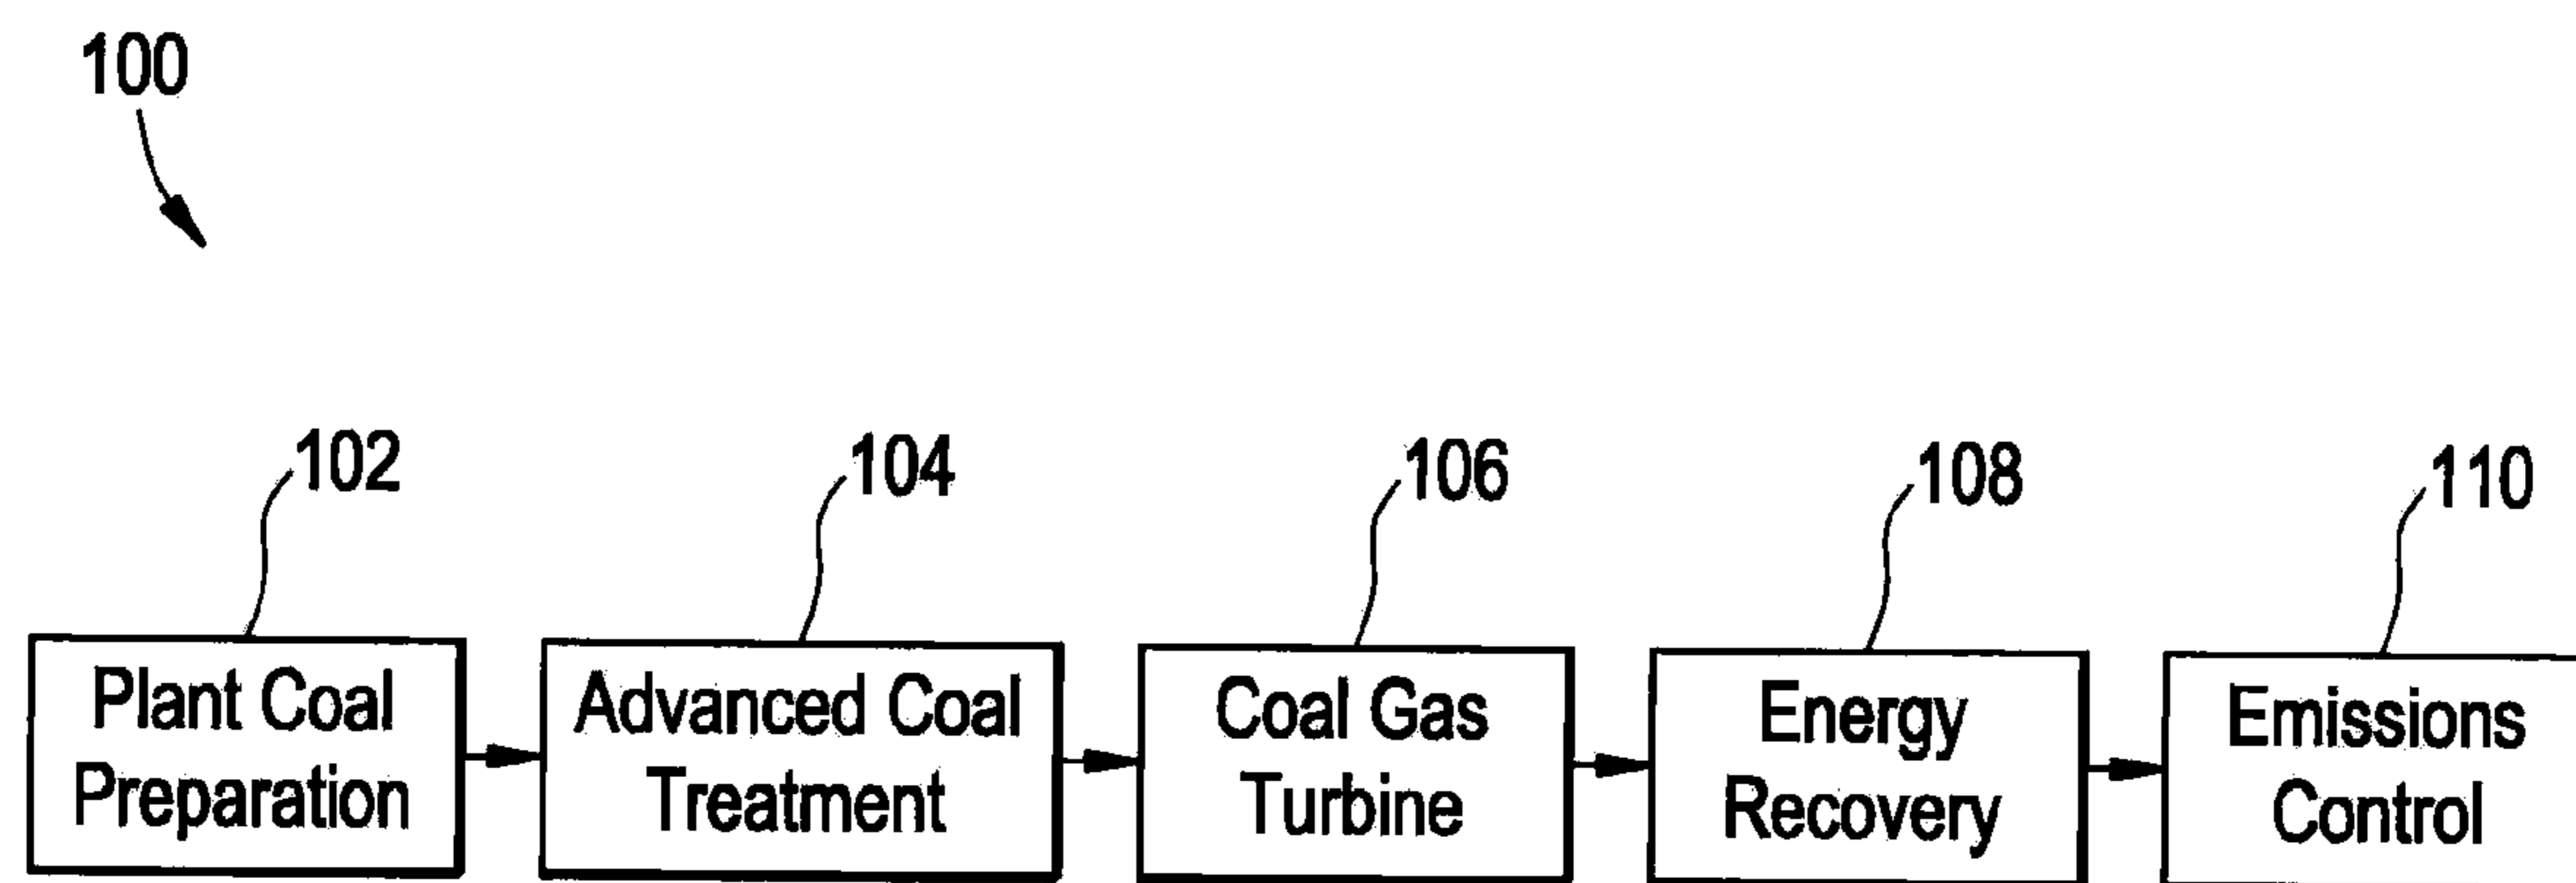 100
102
104
106
108
110
Plant Coal
Preparation
Advanced Coal
Treatment
Coal Gas
Turbine
Energy
Recovery
Emissions
Control